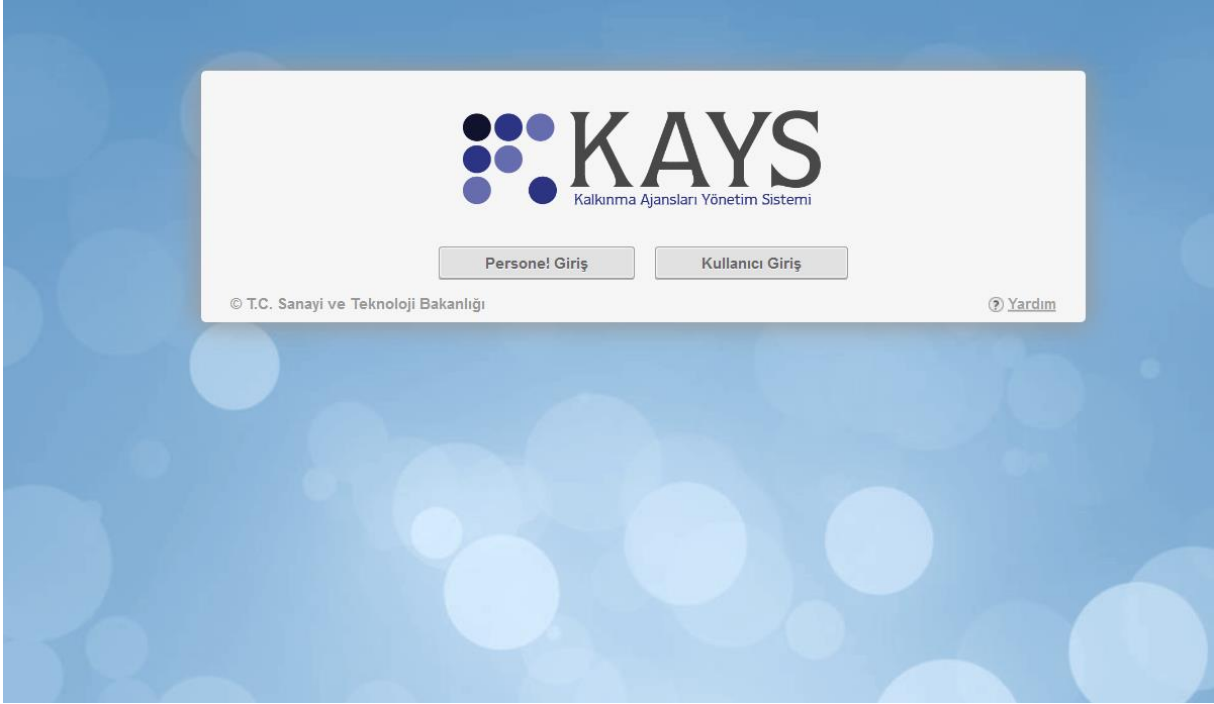 KAYS
Kalkınma Ajansları Yönetim Sistemi
Persone! Giriş
Kullanıcı Giriş
© T.C. Sanayi ve Teknoloji Bakanlığı
? Yardım